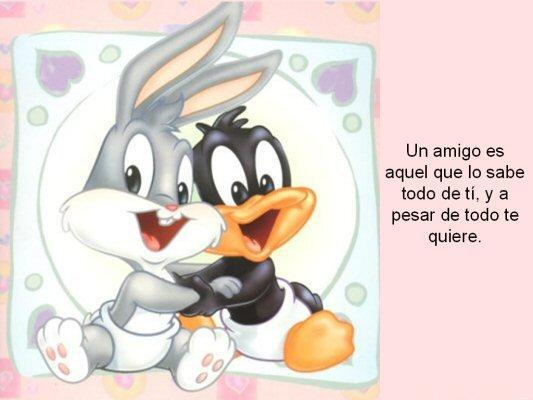 Un amigo es
aquel que lo sabe
todo de tí, y a
pesar de todo te
quiere.